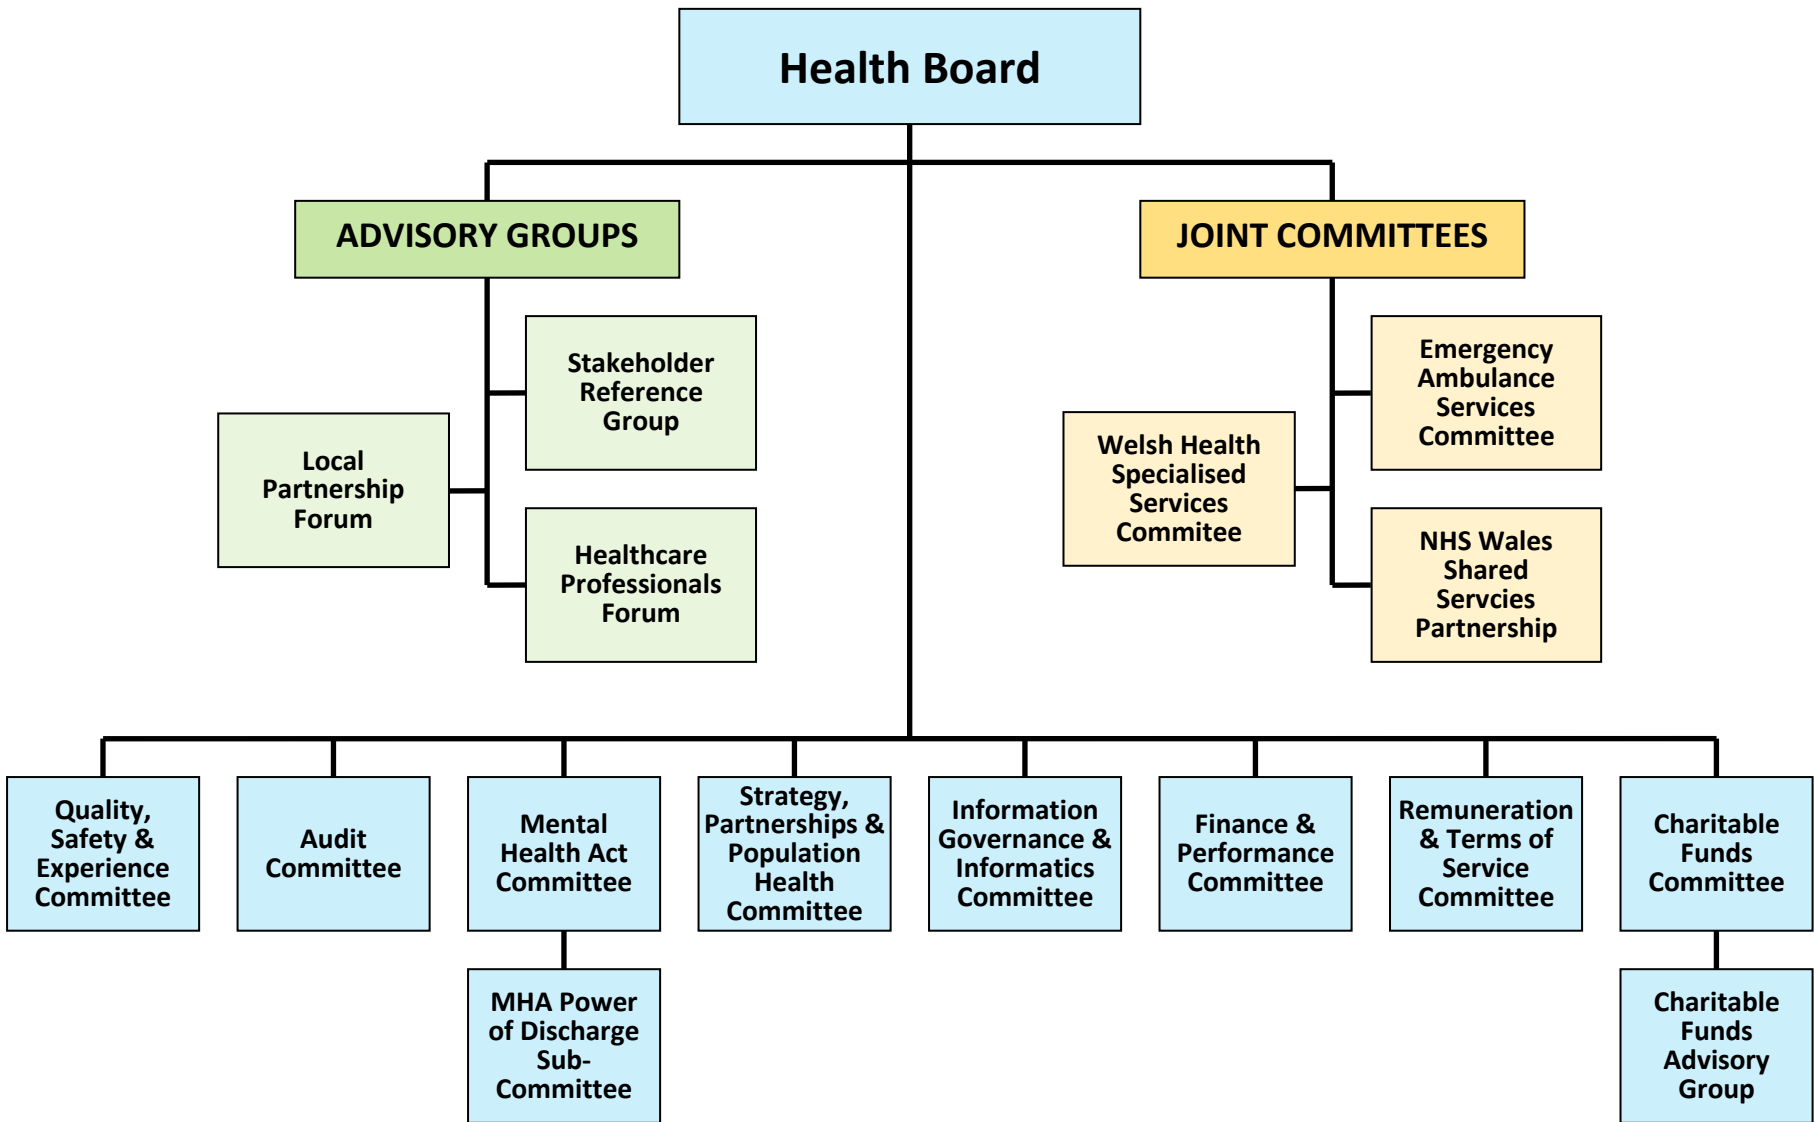 Health Board
ADVISORY GROUPS
JOINT COMMITTEES
Stakeholder
Reference
Group
Local
Partnership
Forum
Healthcare
Professionals
Forum
Emergency
Ambulance
Services
Committee
Welsh Health
Specialised
Services
Commitee
NHS Wales
Shared
Servcies
Partnership
Quality,
Safety &
Experience
Committee
Audit
Committee
Mental
Health Act
Committee
Strategy,
Partnerships &
Population
Health
Committee
Information
Governance &
Informatics
Committee
Finance &
Performance
Committee
Remuneration
& Terms of
Service
Committee
Charitable
Funds
Committee
MHA Power
of Discharge
Sub-
Committee
Charitable
Funds
Advisory
Group